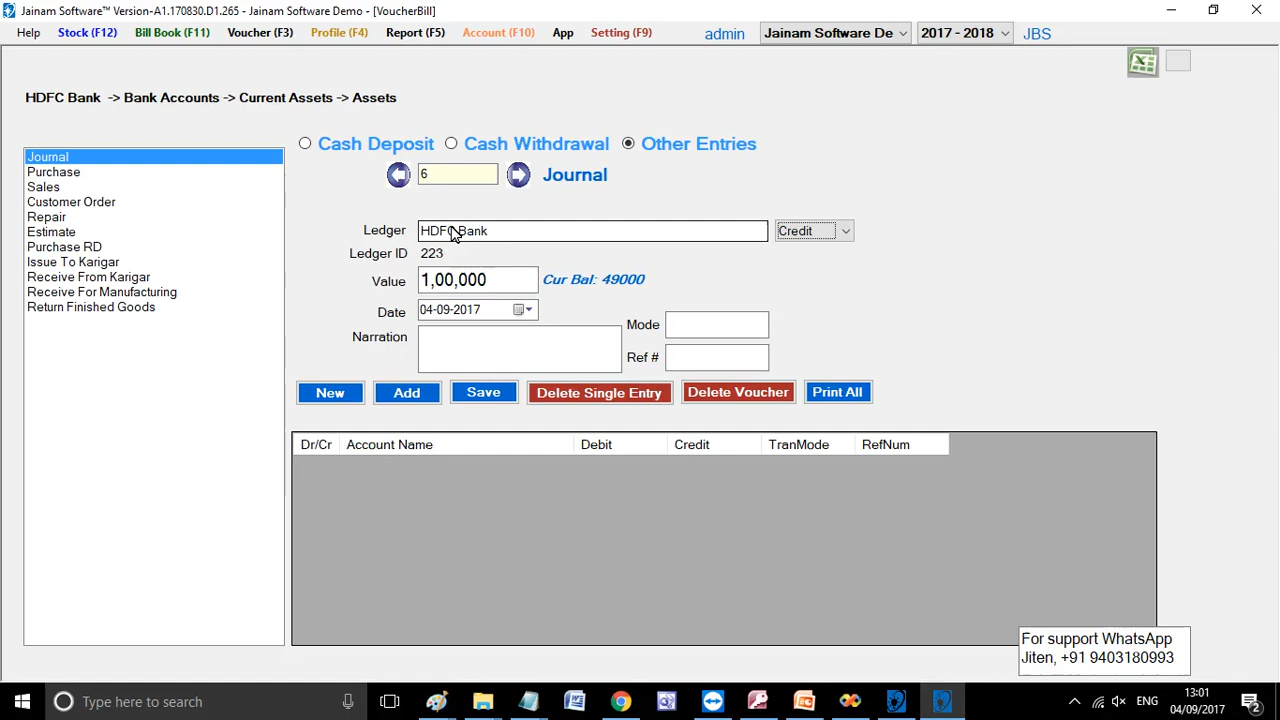 Jainam Software™ Version-A1.170830.D1.265 - Jainam Software Demo - [VoucherBill]
Help Stock (F12) Bill Book (F11) Voucher (F3) Profile (F4) Report (F5) Account (F10) App Setting (F9) admin Jainam Software De 2017 - 2018 JBS
HDFC Bank -> Bank Accounts -> Current Assets -> Assets
Journal
Purchase
Sales
Customer Order
Repair
Estimate
Purchase RD
Issue To Karigar
Receive From Karigar
Receive For Manufacturing
Return Finished Goods
Cash Deposit Cash Withdrawal Other Entries
6 Journal
Ledger HDFC Bank Credit
Ledger ID 223
Value 1,00,000 Cur Bal: 49000
Date 04-09-2017
Narration Mode
Ref #
New Add Save Delete Single Entry Delete Voucher Print All
Dr/Cr Account Name Debit Credit TranMode RefNum
For support WhatsApp
Jiten, +91 9403180993
Type here to search
ENG 13:01
04/09/2017 2